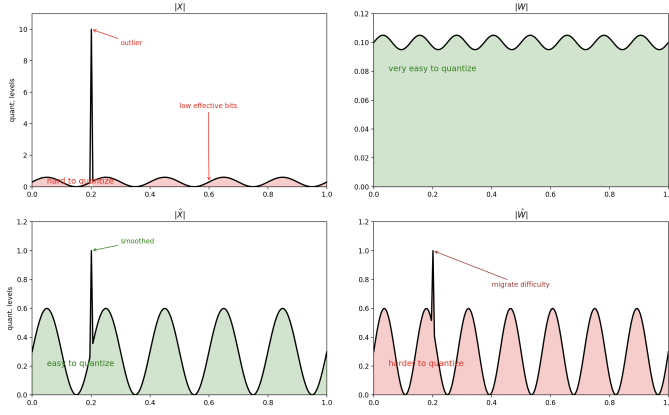 |X|
quant. levels
10
8
6
4
2
0
outlier
low effective bits
hard to quantize
0.0 0.2 0.4 0.6 0.8 1.0
|W|
0.12
0.10
0.08
0.06
0.04
0.02
0.00
very easy to quantize
0.0 0.2 0.4 0.6 0.8 1.
|X̂|
quant. levels
1.2
1.0
0.8
0.6
0.4
0.2
0.0
smoothed
easy to quantize
0.0 0.2 0.4 0.6 0.8 1.0
|Ŵ|
1.2
1.0
0.8
0.6
0.4
0.2
0.0
migrate difficulty
harder to quantize
0.0 0.2 0.4 0.6 0.8 1.